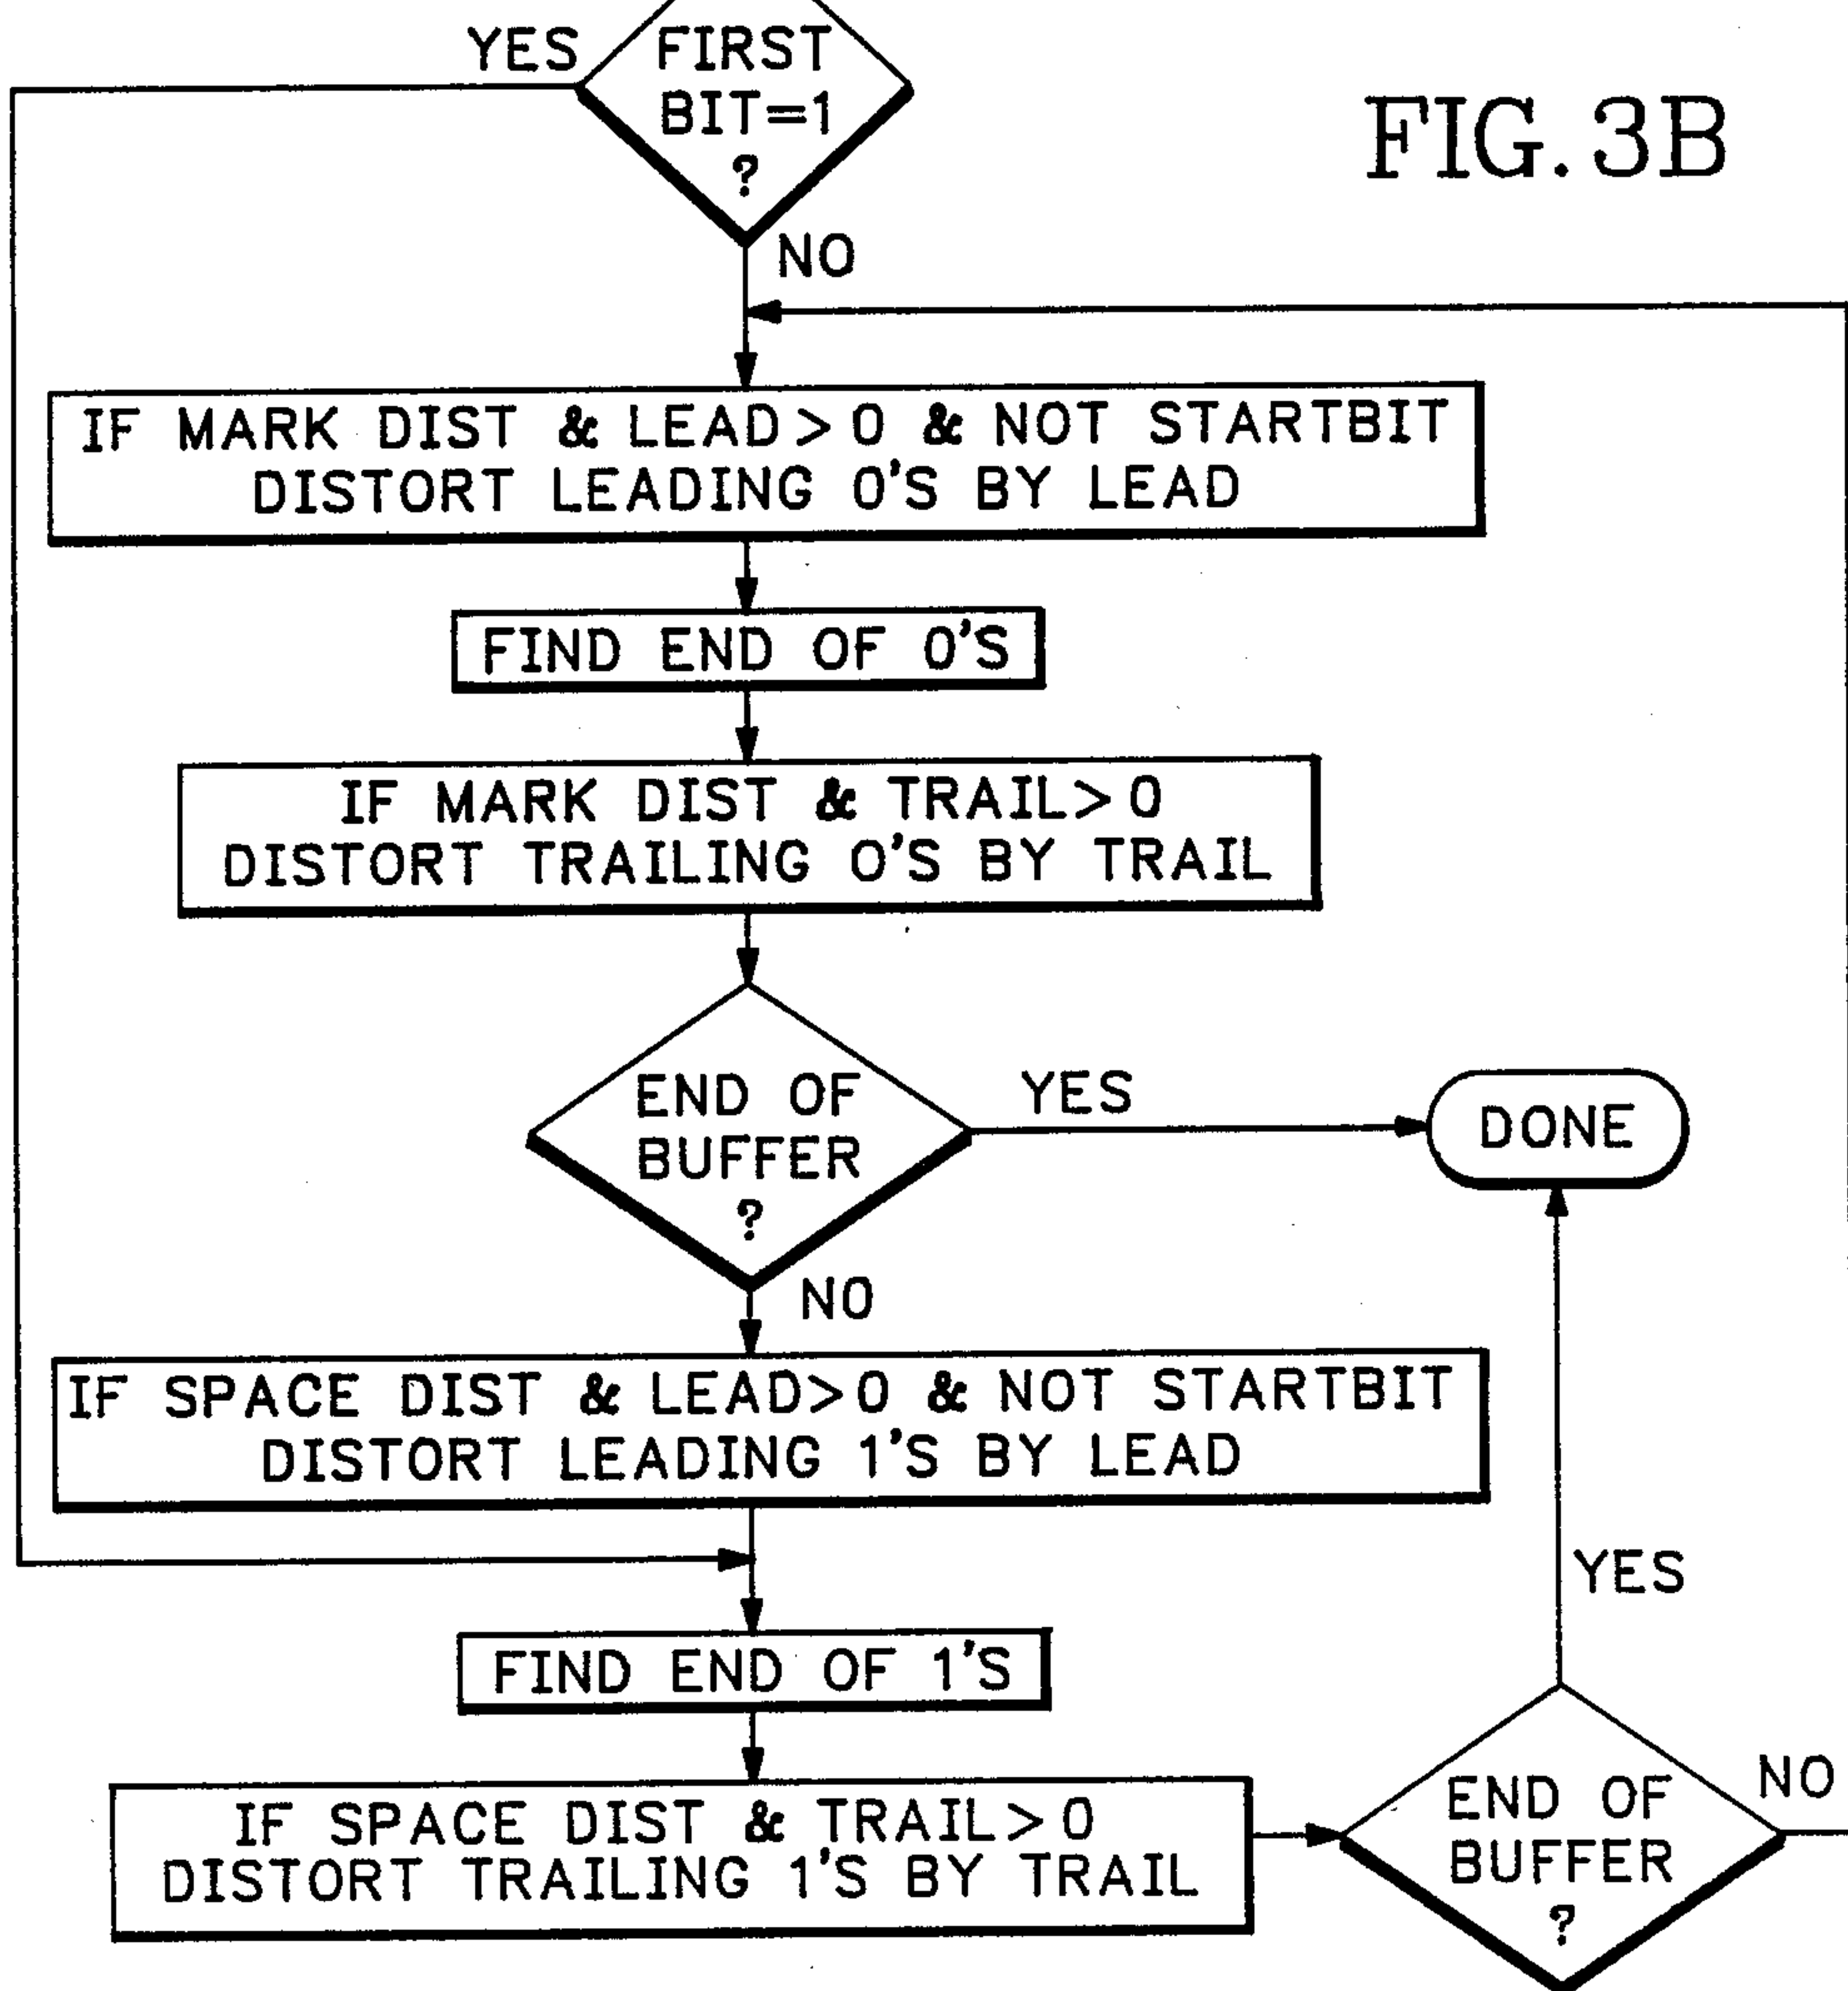 YES
FIRST
BIT=1
?
FIG. 3B
NO
IF MARK DIST & LEAD>0 & NOT STARTBIT
DISTORT LEADING 0'S BY LEAD
FIND END OF 0'S
IF MARK DIST & TRAIL>0
DISTORT TRAILING 0'S BY TRAIL
END OF
BUFFER
?
YES
DONE
NO
IF SPACE DIST & LEAD>0 & NOT STARTBIT
DISTORT LEADING 1'S BY LEAD
YES
FIND END OF 1'S
IF SPACE DIST & TRAIL>0
DISTORT TRAILING 1'S BY TRAIL
END OF
BUFFER
?
NO